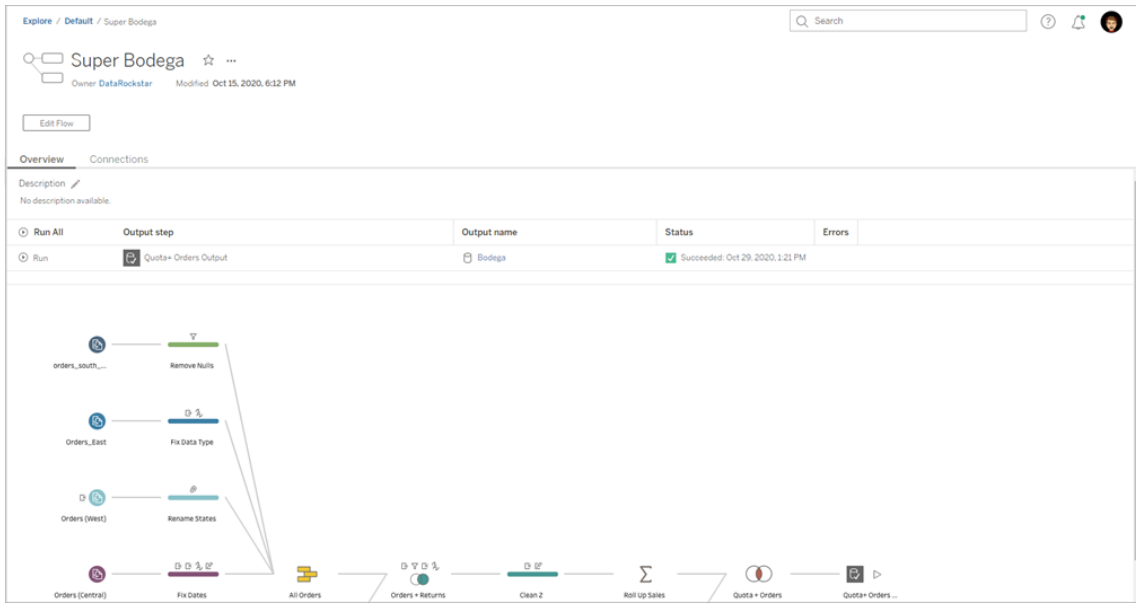 Explore / Default / Super Bodega
Search
Super Bodega
Owner DataRockstar Modified Oct 15, 2020, 6:12 PM
Edit Flow
Overview Connections
Description
No description available.
Run All Output step Output name Status Errors
Run Quota+ Orders Output Bodega Succeeded: Oct 29, 2020, 1:21 PM
orders_south_... Remove Nulls
Orders_East Fix Data Type
Orders (West) Rename States
Orders (Central) Fix Dates All Orders Orders + Returns Clean 2 Roll Up Sales Quota + Orders Quota+ Orders ...